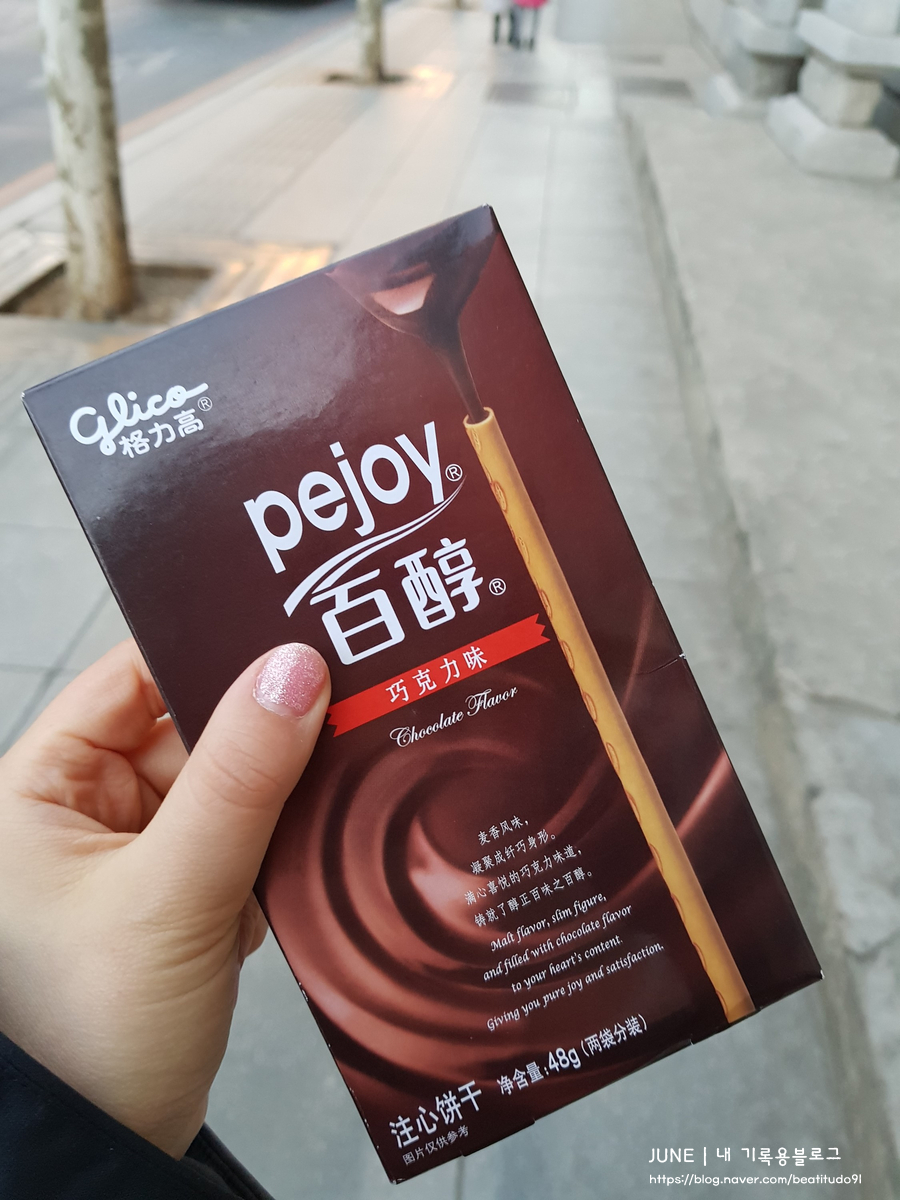 Glico®
格力高
pejoy®
百醇®
巧克力味
Chocolate Flavor
麦香风味，
凝聚成纤巧身形。
满心喜悦的巧克力味道，
铸就了醇正百味之百醇。
Malt flavor, slim figure,
and filled with chocolate flavor
to your heart's content.
Giving you pure joy and satisfaction.
注心饼干 净含量:48g（两袋分装）
图片仅供参考
JUNE | 내 기록용블로그
https://blog.naver.com/beatitudo91